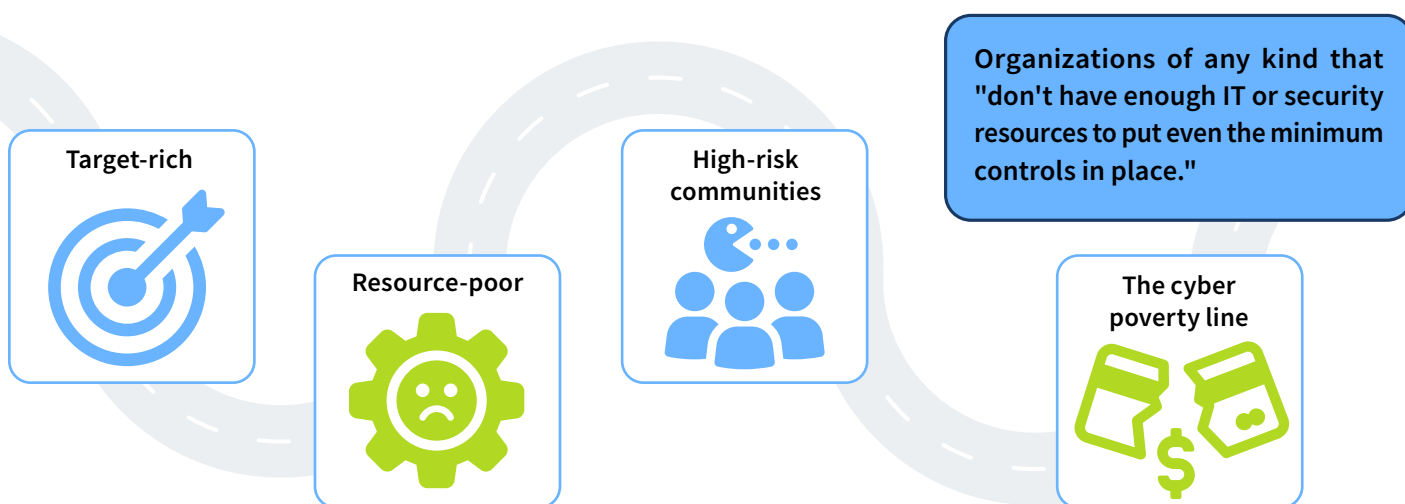 Target-rich
Resource-poor
High-risk
communities
Organizations of any kind that
"don't have enough IT or security
resources to put even the minimum
controls in place."
The cyber
poverty line
$